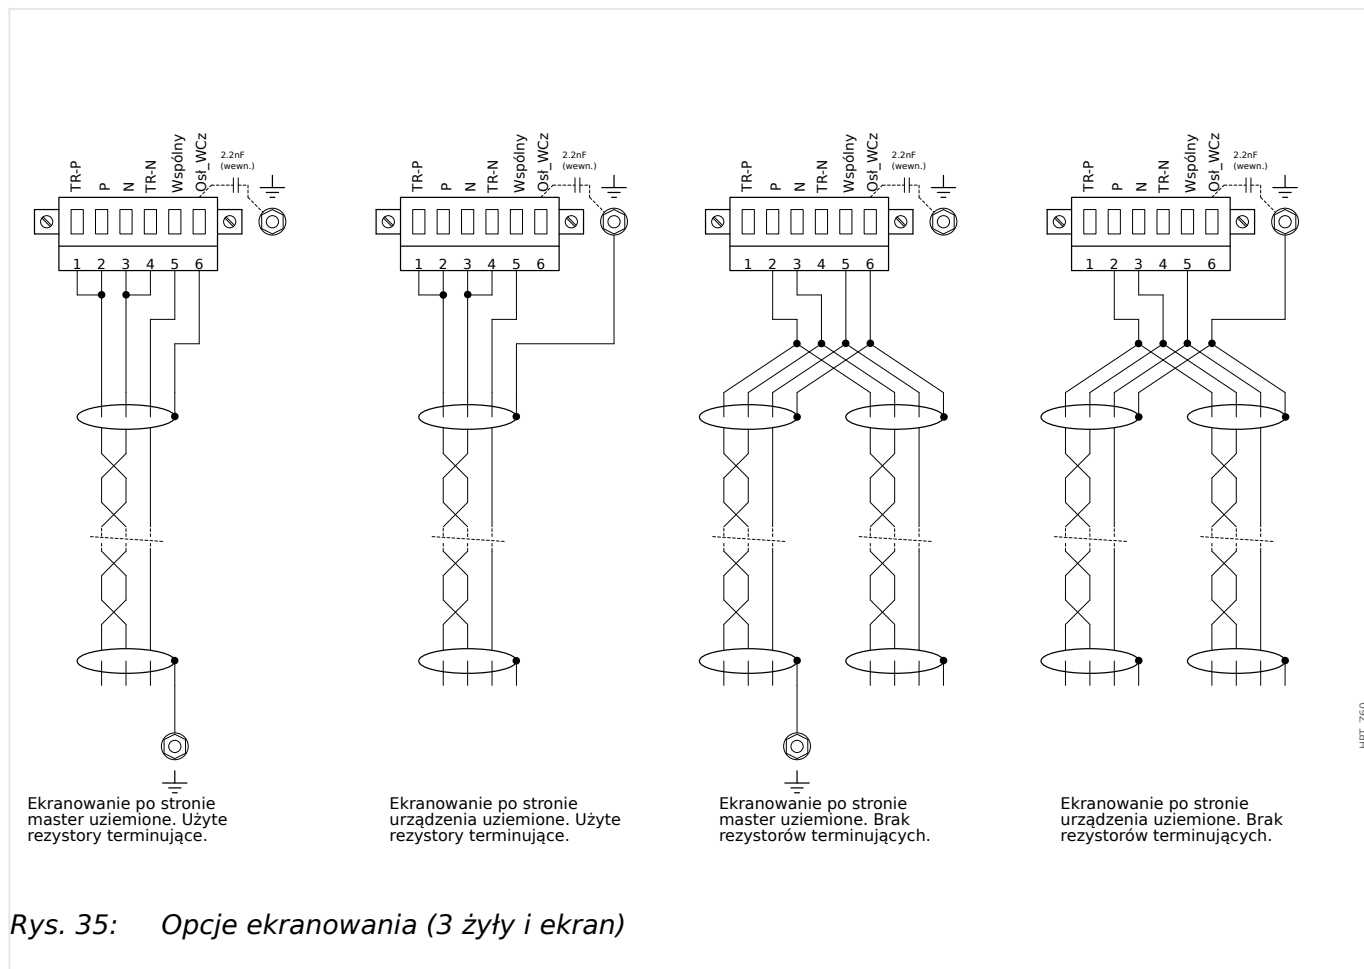 TR-P P N TR-N Wspólny Osł_WCz
2.2nF
(wewn.)
TR-P P N TR-N Wspólny Osł_WCz
2.2nF
(wewn.)
TR-P P N TR-N Wspólny Osł_WCz
2.2nF
(wewn.)
TR-P P N TR-N Wspólny Osł_WCz
2.2nF
(wewn.)
1 2 3 4 5 6
1 2 3 4 5 6
1 2 3 4 5 6
1 2 3 4 5 6
Ekranowanie po stronie
master uziemione. Użyte
rezystory terminujące.
Ekranowanie po stronie
urządzenia uziemione. Użyte
rezystory terminujące.
Ekranowanie po stronie
master uziemione. Brak
rezystorów terminujących.
Ekranowanie po stronie
urządzenia uziemione. Brak
rezystorów terminujących.
Rys. 35: Opcje ekranowania (3 żyły i ekran)